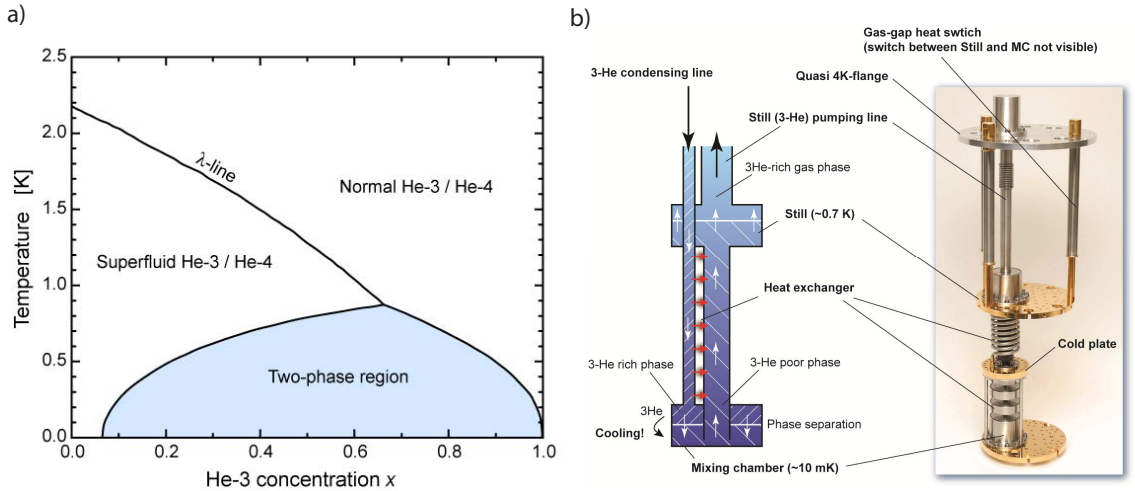 a)
2.5
2.0
1.5
1.0
0.5
0.0
Temperature [K]
λ-line
Normal He-3 / He-4
Superfluid He-3 / He-4
Two-phase region
0.0 0.2 0.4 0.6 0.8 1.0
He-3 concentration x
b)
Gas-gap heat swtich
(switch between Still and MC not visible)
3-He condensing line
Quasi 4K-flange
Still (3-He) pumping line
3He-rich gas phase
Still (~0.7 K)
Heat exchanger
Cold plate
3-He rich phase
3-He poor phase
3He
Cooling!
Phase separation
Mixing chamber (~10 mK)